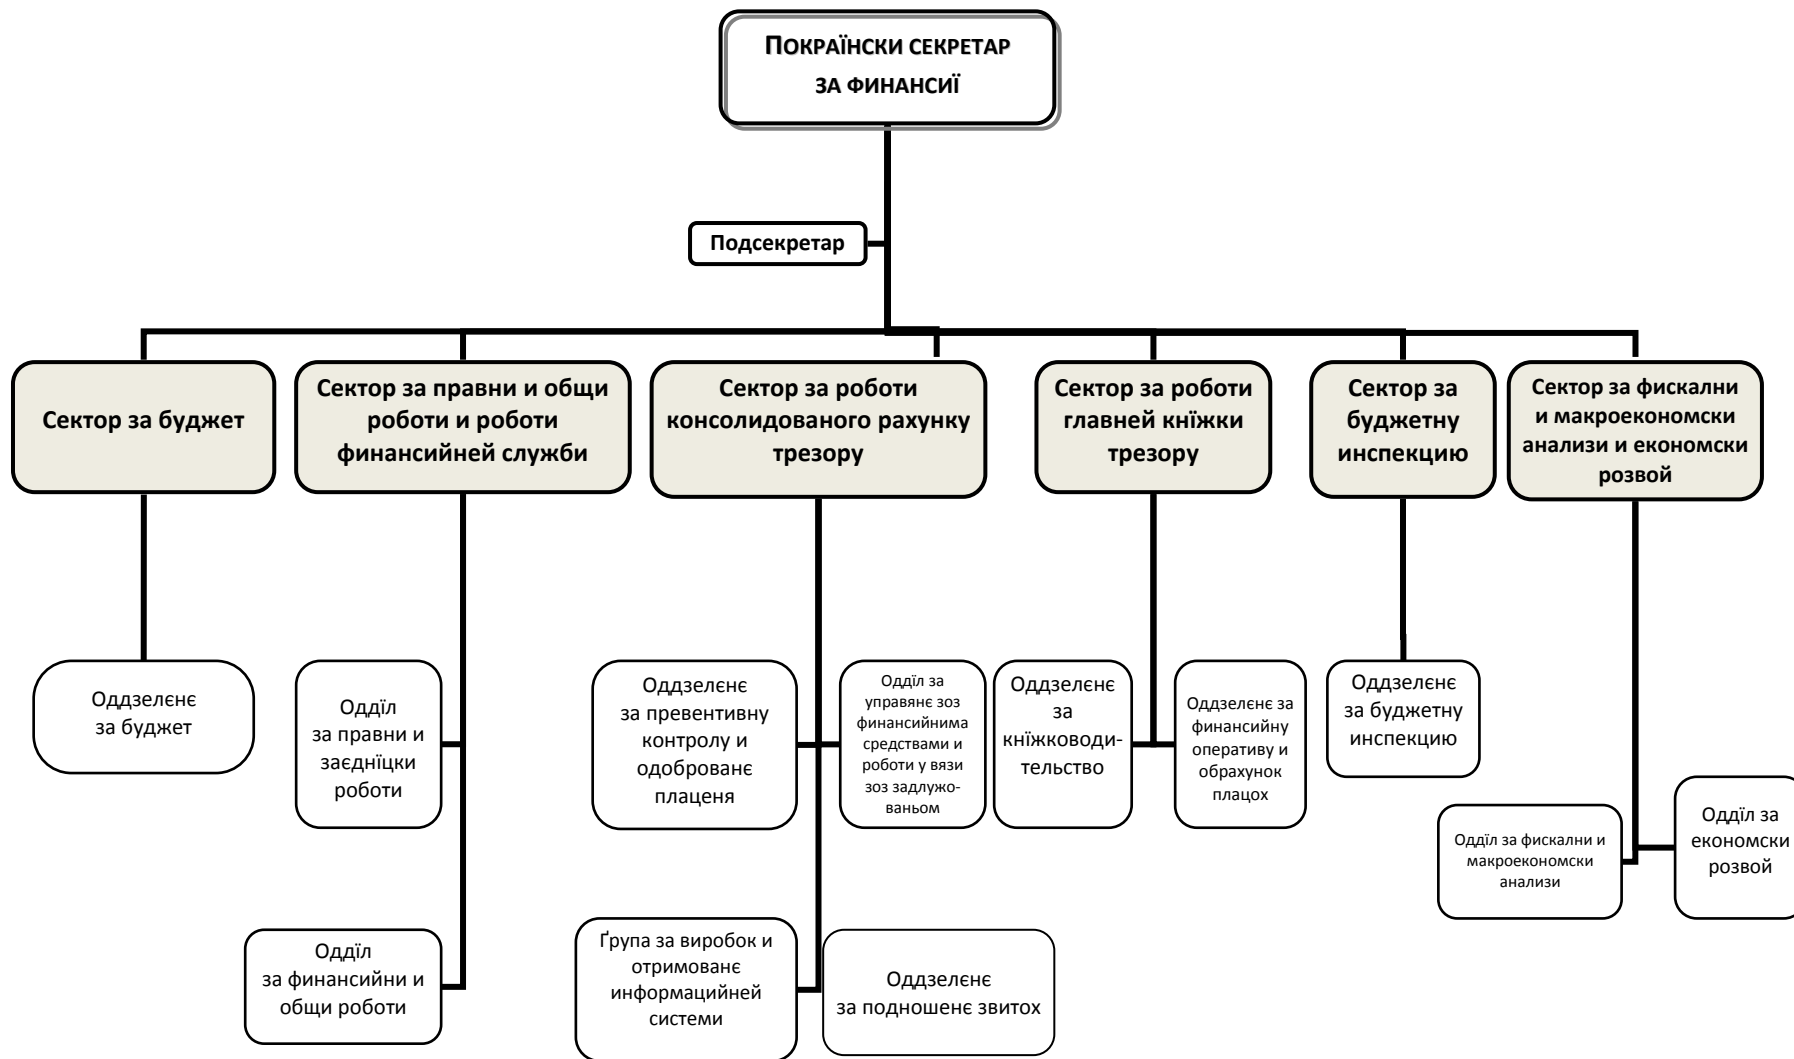 ПОКРАЇНСКИ СЕКРЕТАР
ЗА ФИНАНСИЇ
Подсекретар
Сектор за буджет
Сектор за правни и общи
роботи и роботи
финансийней служби
Сектор за роботи
консолидованого рахунку
трезору
Сектор за роботи
главней кнїжки
трезору
Сектор за
буджетну
инспекцию
Сектор за фискални
и макроекономски
анализи и економски
розвой
Оддзелєнє
за буджет
Оддїл
за правни и
заєднїцки
роботи
Оддзелєнє
за превентивну
контролу и
одоброванє
плаценя
Оддїл за
управянє зоз
финансийнима
средствами и
роботи у вязи
зоз задлужо-
ваньом
Оддзелєнє
за
кнїжководи-
тельство
Оддзелєнє за
финансийну
оперативу и
обрахунок
плацох
Оддзелєнє
за буджетну
инспекцию
Оддїл за фискални и
макроекономски
анализи
Оддїл за
економски
розвой
Оддїл
за финансийни и
общи роботи
Ґрупа за виробок и
отримованє
информацийней
системи
Оддзелєнє
за подношенє звитох